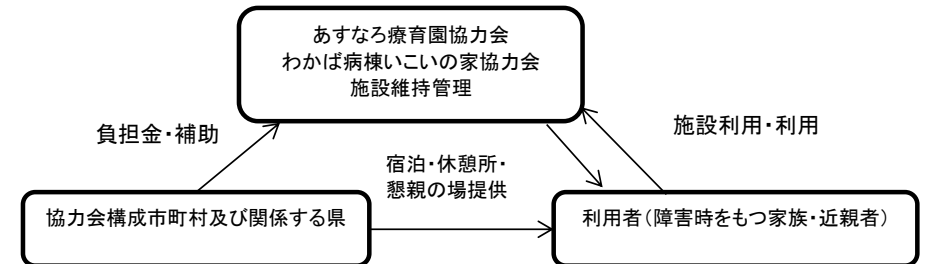 あすなろ療育園協力会
わかば病棟いこいの家協力会
施設維持管理
負担金・補助
施設利用・利用
宿泊・休憩所・
懇親の場提供
協力会構成市町村及び関係する県
利用者(障害時をもつ家族・近親者)